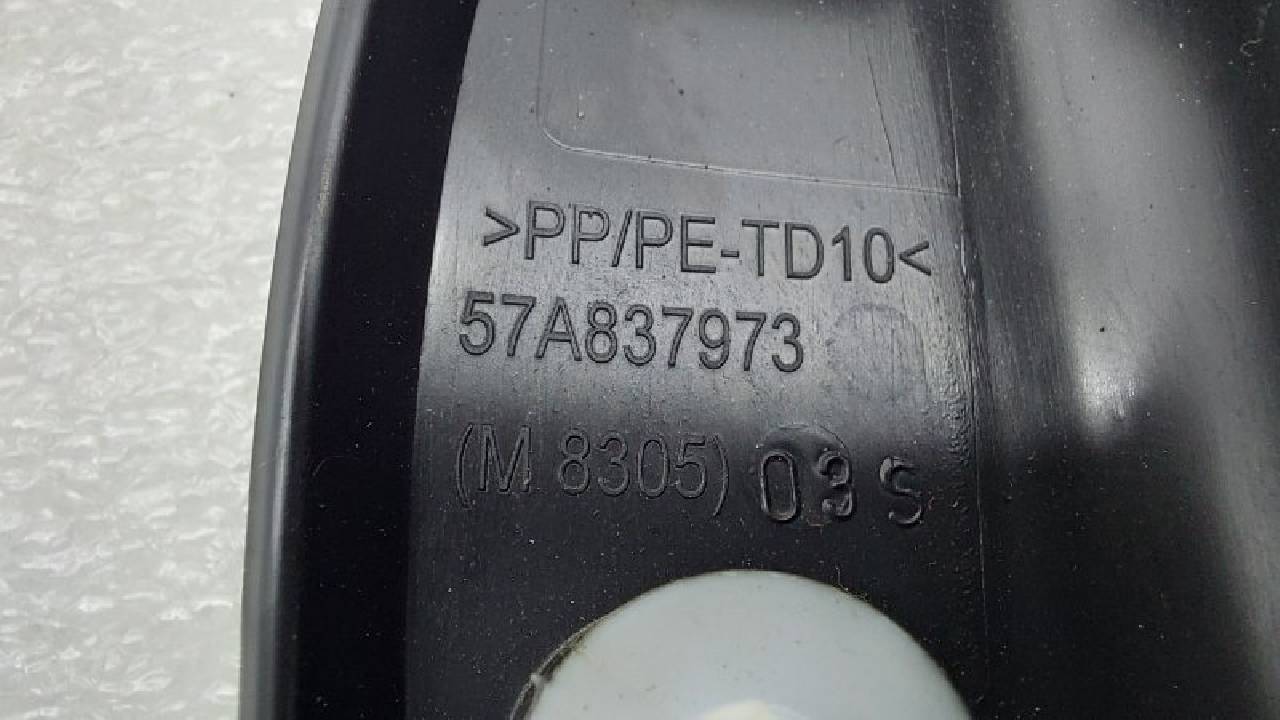 >PP/PE-TD10<
57A837973
(M 8305) 03 S